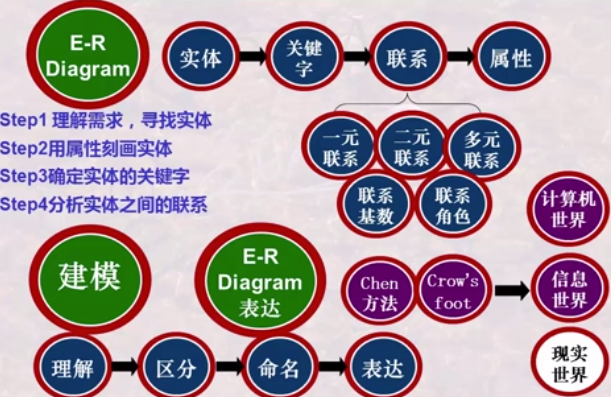 E-R
Diagram
实体
关键
字
联系
属性
Step1 理解需求，寻找实体
Step2用属性刻画实体
Step3确定实体的关键字
Step4分析实体之间的联系
一元
联系
二元
联系
多元
联系
联系
基数
联系
角色
计算机
世界
建模
E-R
Diagram
表达
Chen
方法
Crow's
foot
信息
世界
理解
区分
命名
表达
现实
世界